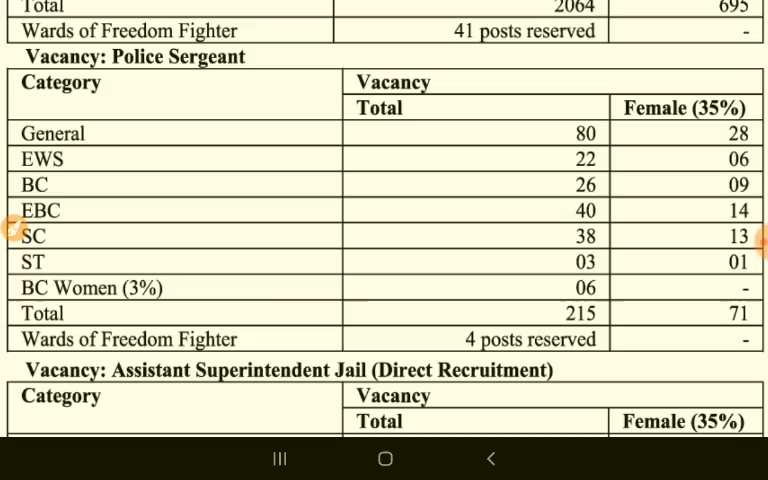 Total 2064 695
Wards of Freedom Fighter 41 posts reserved -
Vacancy: Police Sergeant
Category Vacancy
Total Female (35%)
General 80 28
EWS 22 06
BC 26 09
EBC 40 14
SC 38 13
ST 03 01
BC Women (3%) 06 -
Total 215 71
Wards of Freedom Fighter 4 posts reserved -
Vacancy: Assistant Superintendent Jail (Direct Recruitment)
Category Vacancy
Total Female (35%)